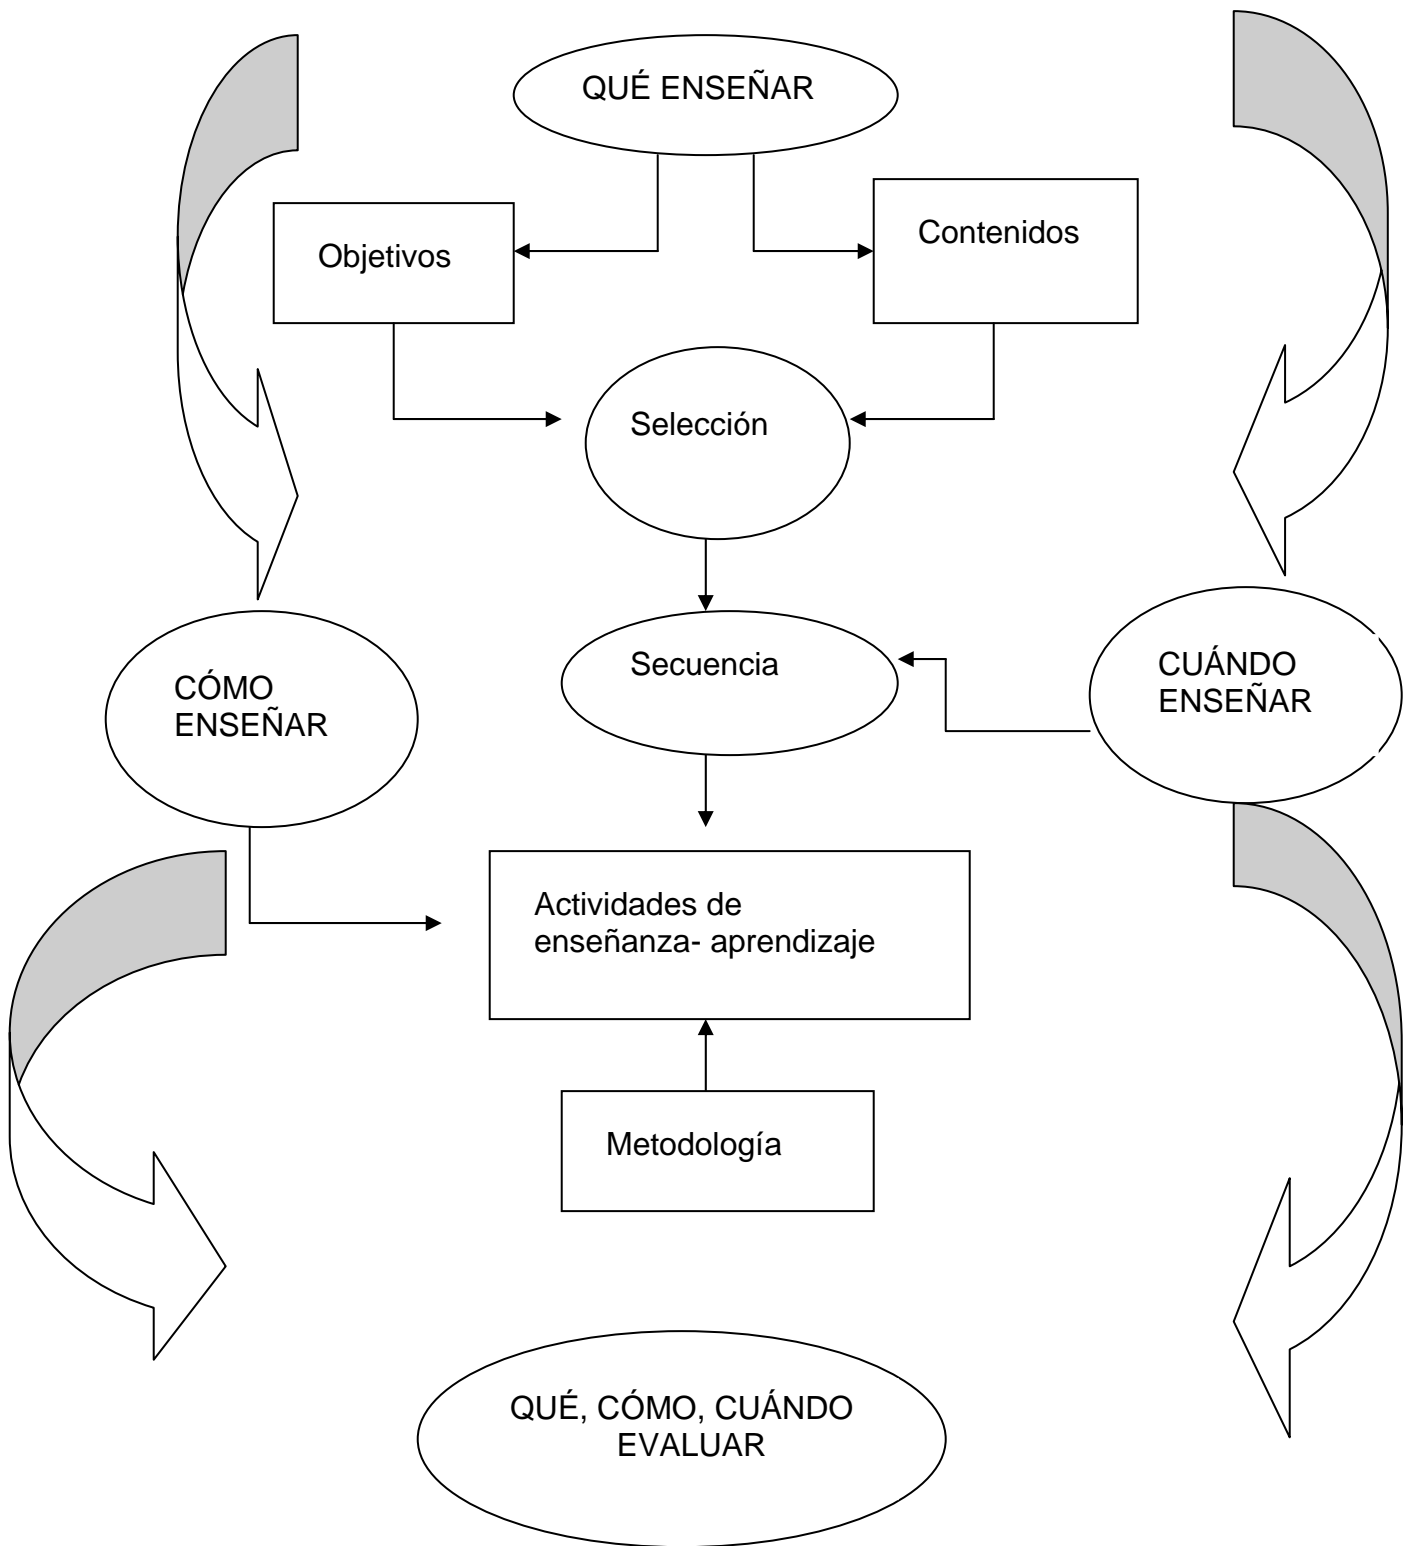 QUÉ ENSEÑAR
Objetivos
Contenidos
Selección
Secuencia
CÓMO
ENSEÑAR
CUÁNDO
ENSEÑAR
Actividades de
enseñanza- aprendizaje
Metodología
QUÉ, CÓMO, CUÁNDO
EVALUAR